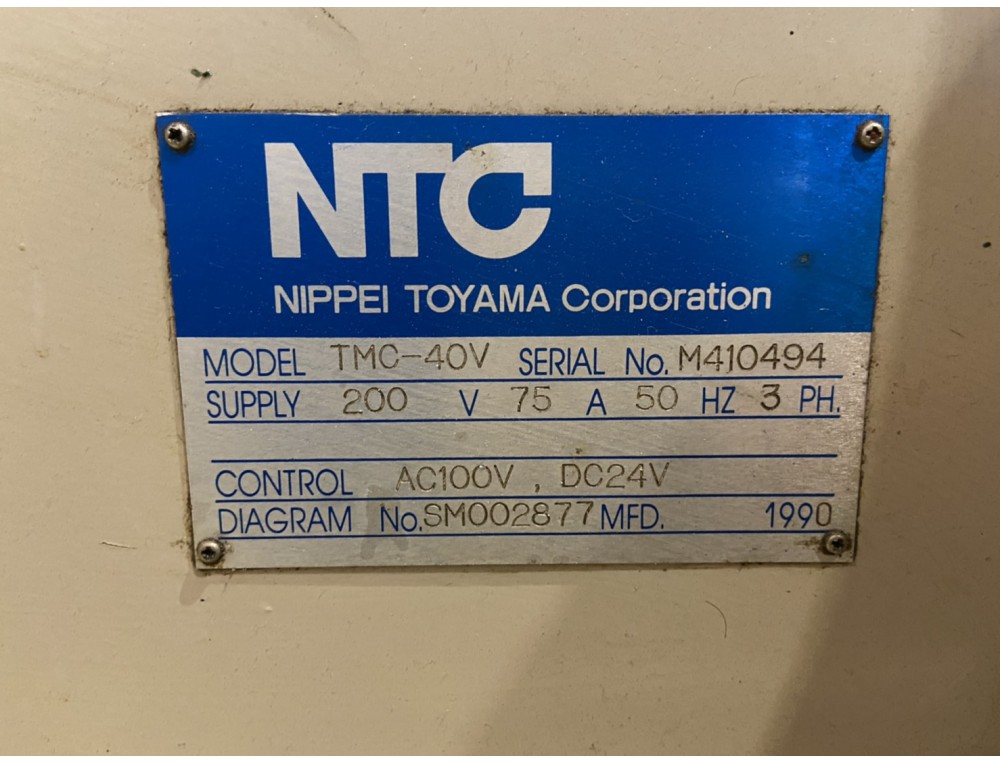 NTC
NIPPEI TOYAMA Corporation
MODEL TMC-40V SERIAL No. M410494
SUPPLY 200 V 75 A 50 HZ 3 PH.
CONTROL AC100V, DC24V
DIAGRAM No. SM002877 MFD. 1990